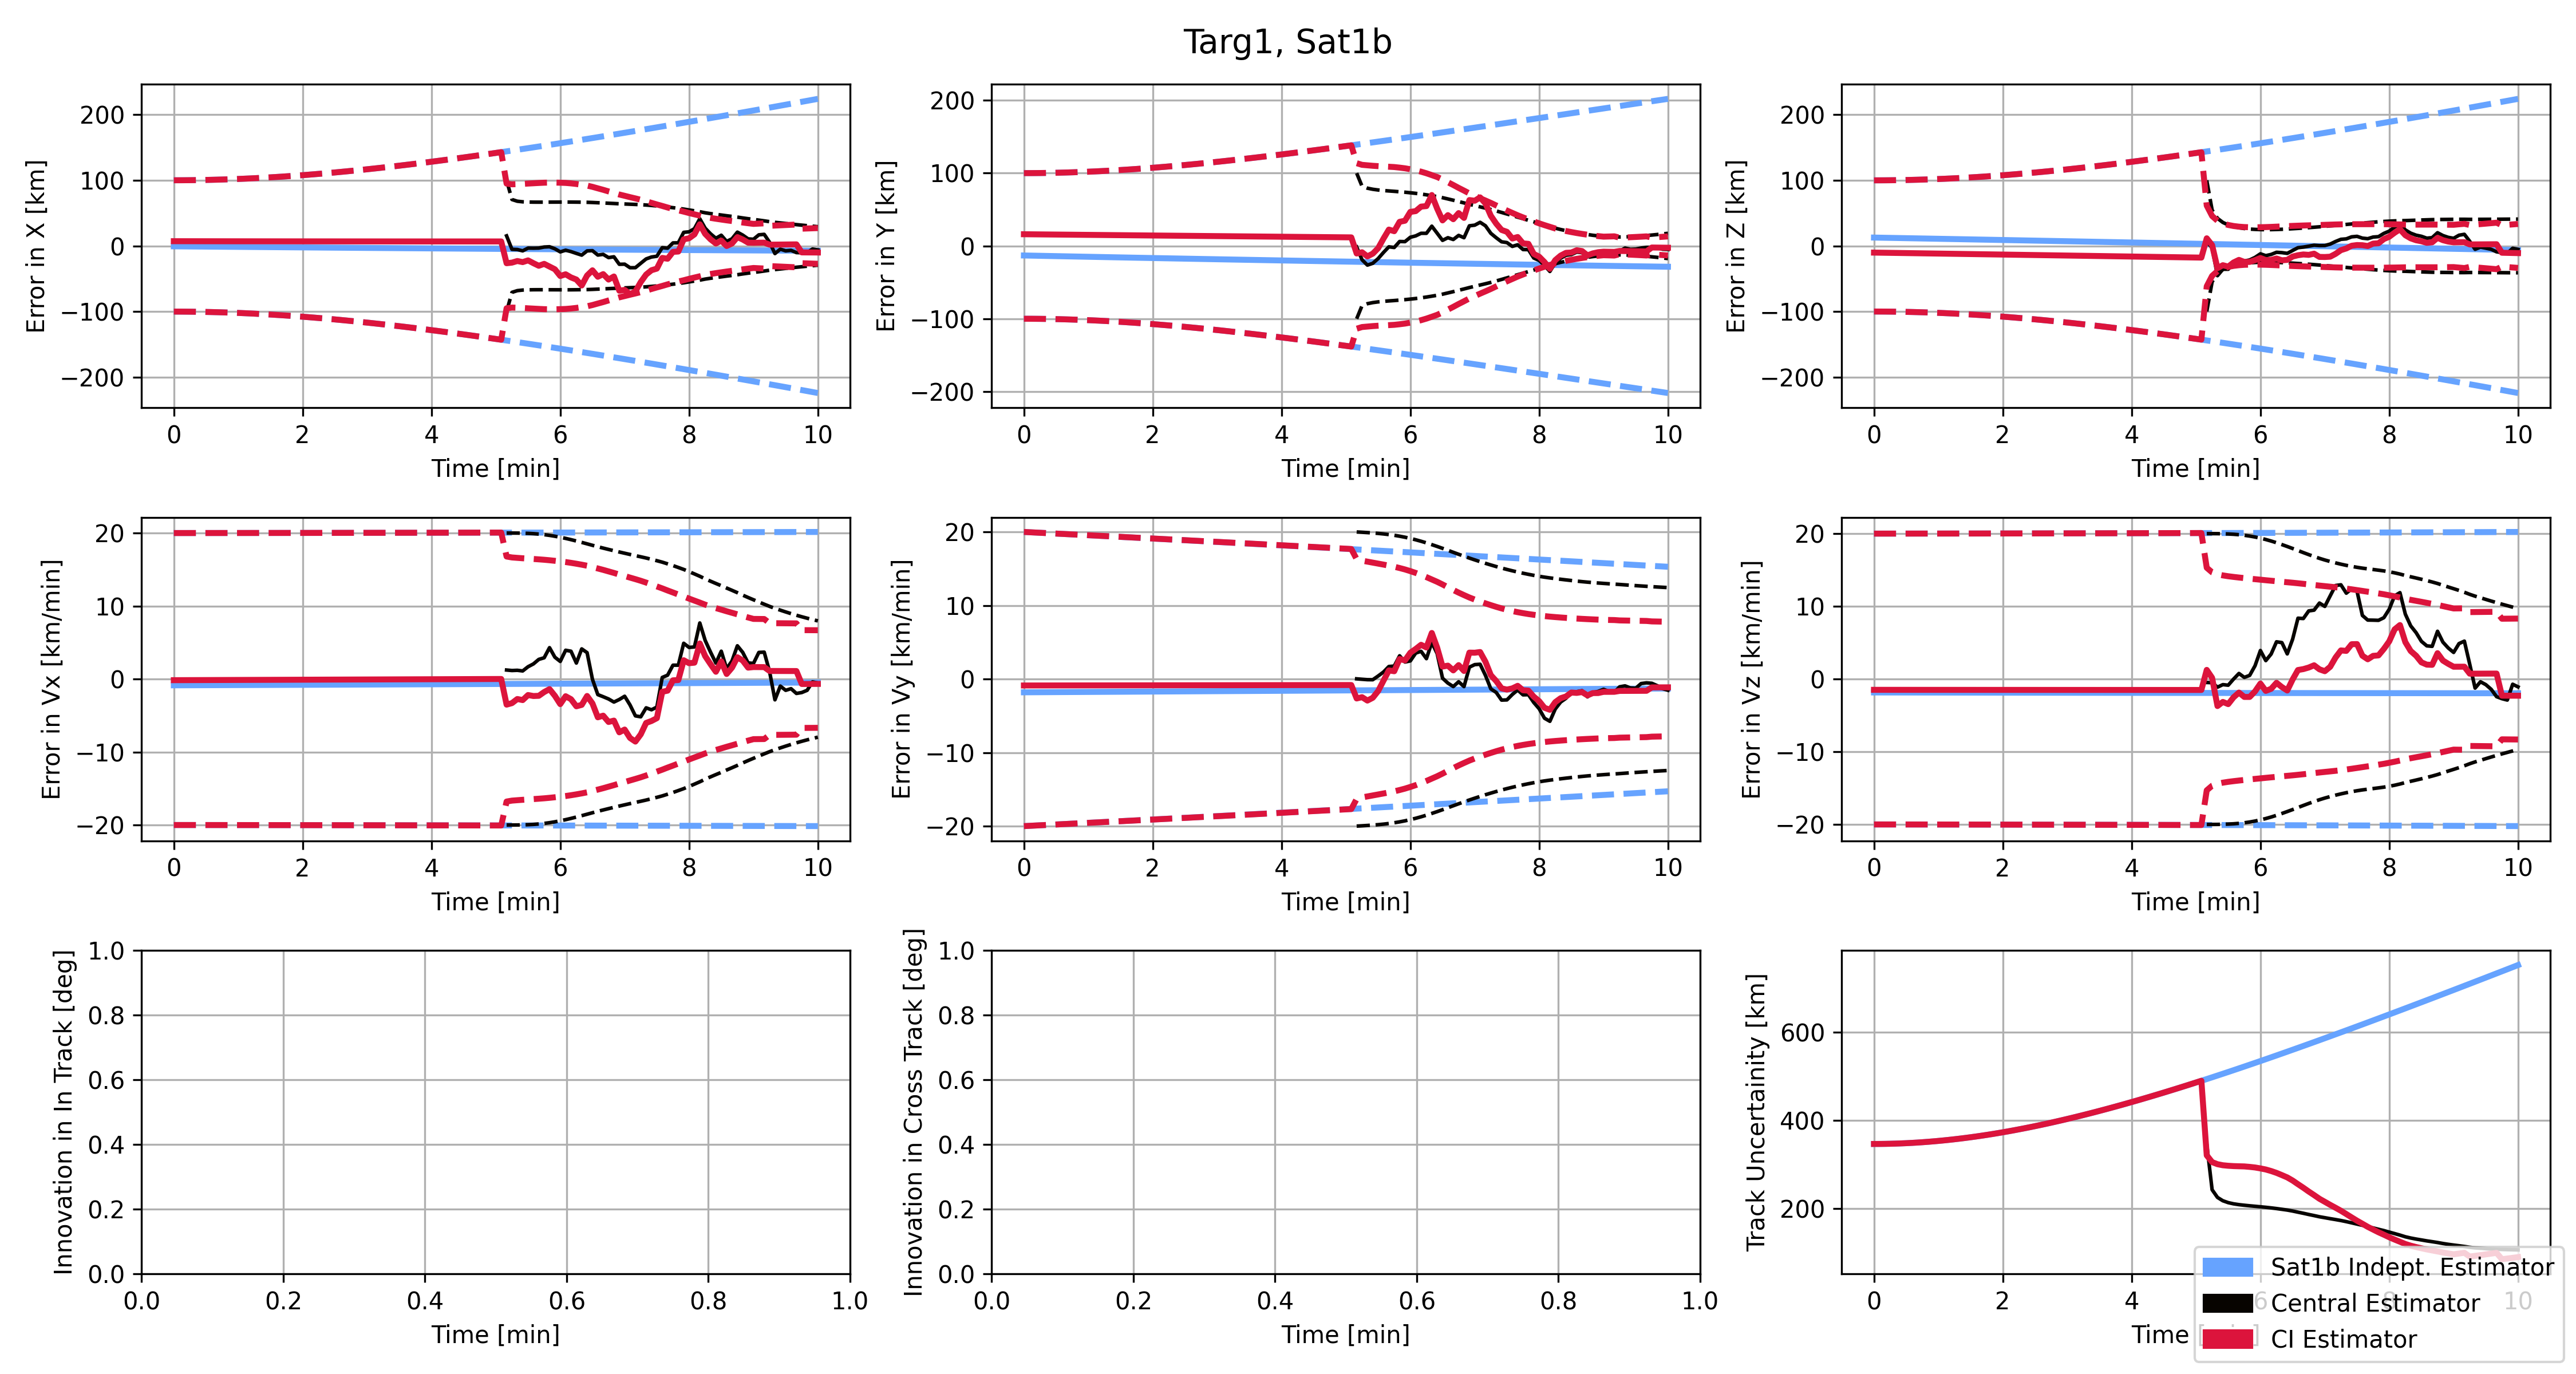 Targ1, Sat1b
Error in X [km]
200
100
0
−100
−200
0 2 4 6 8 10
Time [min]
Error in Y [km]
200
100
0
−100
−200
0 2 4 6 8 10
Time [min]
Error in Z [km]
200
100
0
−100
−200
0 2 4 6 8 10
Time [min]
Error in Vx [km/min]
20
10
0
−10
−20
0 2 4 6 8 10
Time [min]
Error in Vy [km/min]
20
10
0
−10
−20
0 2 4 6 8 10
Time [min]
Error in Vz [km/min]
20
10
0
−10
−20
0 2 4 6 8 10
Time [min]
Innovation in In Track [deg]
1.0
0.8
0.6
0.4
0.2
0.0
0.0 0.2 0.4 0.6 0.8 1.0
Time [min]
Innovation in Cross Track [deg]
1.0
0.8
0.6
0.4
0.2
0.0
0.0 0.2 0.4 0.6 0.8 1.0
Time [min]
Track Uncertainity [km]
600
400
200
0 2 4 6 8 10
Time
Sat1b Indept. Estimator
Central Estimator
CI Estimator